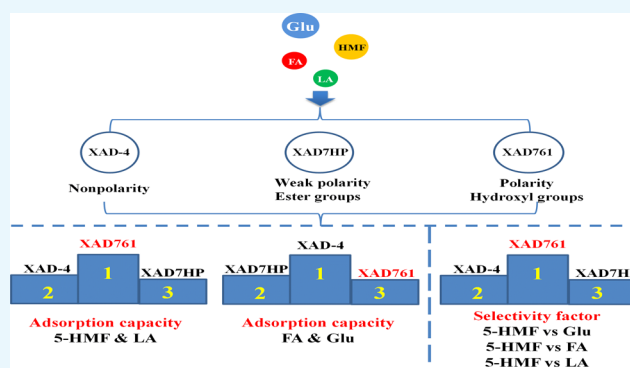 Glu
HMF
FA
LA
XAD-4
XAD7HP
XAD761
Nonpolarity
Weak polarity
Ester groups
Polarity
Hydroxyl groups
XAD761
XAD-4
XAD7HP
1
2
3
Adsorption capacity
5-HMF & LA
XAD-4
XAD7HP
XAD761
1
2
3
Adsorption capacity
FA & Glu
XAD761
XAD-4
XAD7H
1
2
3
Selectivity factor
5-HMF vs Glu
5-HMF vs FA
5-HMF vs LA